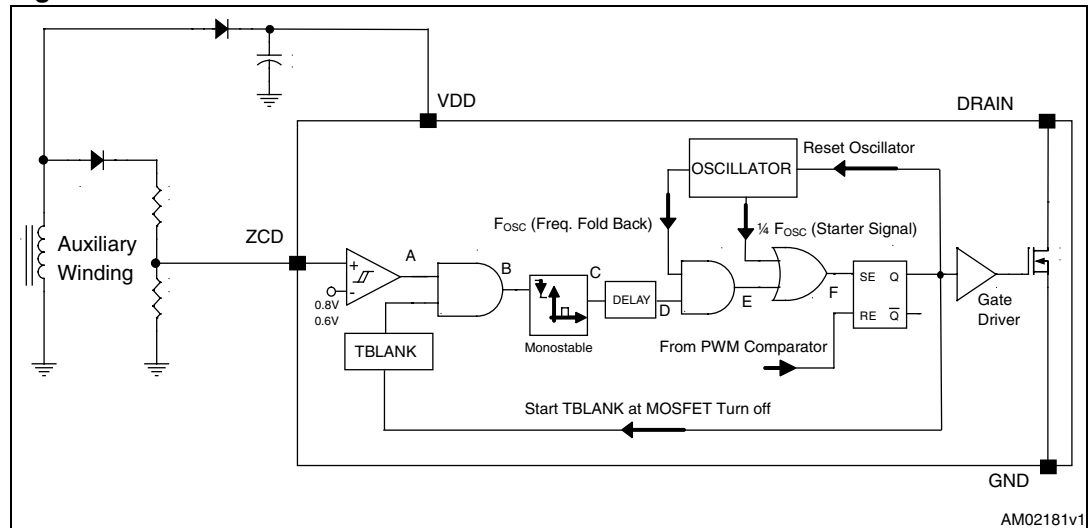 VDD
DRAIN
Reset Oscillator
OSCILLATOR
FOSC (Freq. Fold Back)
¼ FOSC (Starter Signal)
ZCD
Auxiliary
Winding
A
B
C
D
E
F
+
-
0.8V
0.6V
DELAY
SE Q
RE Q̅
Gate
Driver
Monostable
TBLANK
From PWM Comparator
Start TBLANK at MOSFET Turn off
GND
AM02181v1